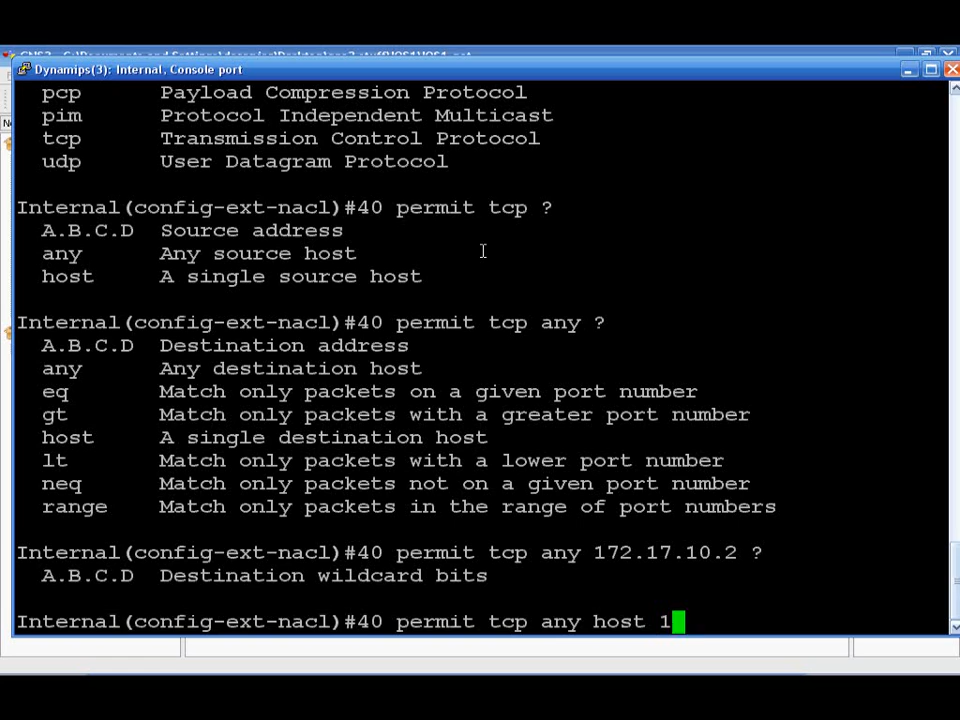 Dynamips(3): Internal, Console port
pcp Payload Compression Protocol
pim Protocol Independent Multicast
tcp Transmission Control Protocol
udp User Datagram Protocol
Internal(config-ext-nacl)#40 permit tcp ?
A.B.C.D Source address
any Any source host
host A single source host
Internal(config-ext-nacl)#40 permit tcp any ?
A.B.C.D Destination address
any Any destination host
eq Match only packets on a given port number
gt Match only packets with a greater port number
host A single destination host
lt Match only packets with a lower port number
neq Match only packets not on a given port number
range Match only packets in the range of port numbers
Internal(config-ext-nacl)#40 permit tcp any 172.17.10.2 ?
A.B.C.D Destination wildcard bits
Internal(config-ext-nacl)#40 permit tcp any host 1